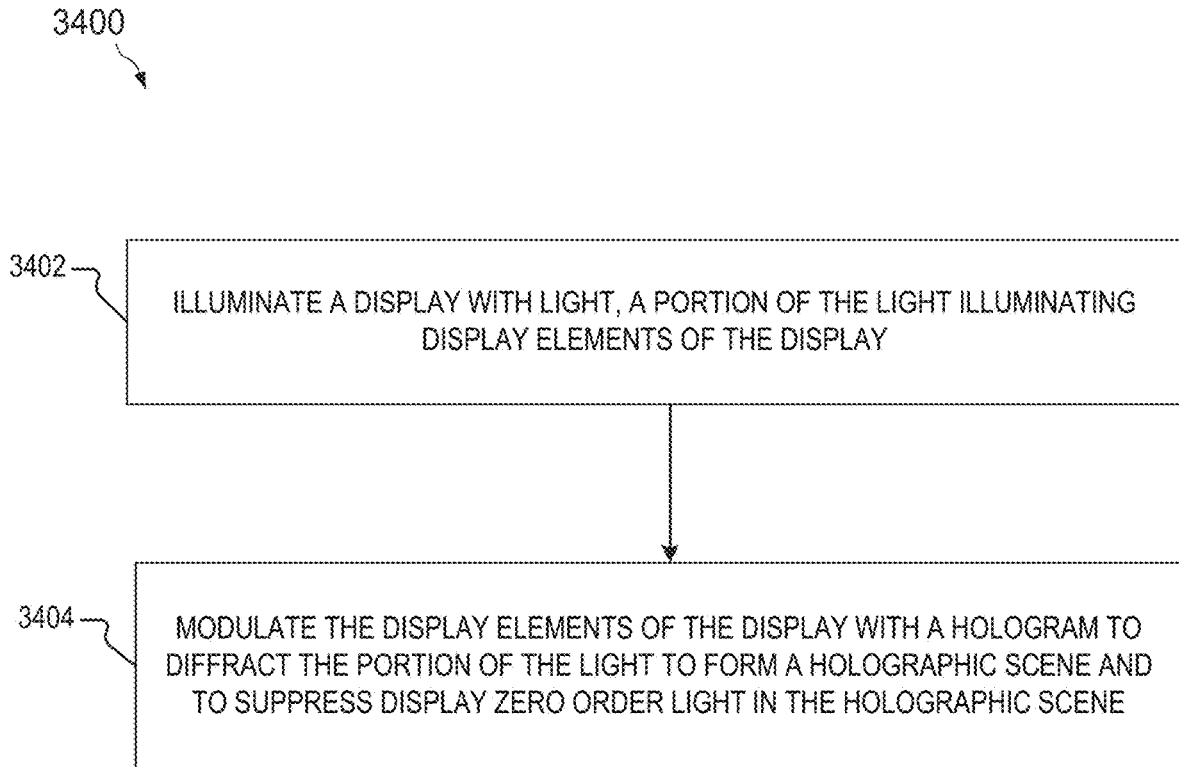 3400
3402
ILLUMINATE A DISPLAY WITH LIGHT, A PORTION OF THE LIGHT ILLUMINATING
DISPLAY ELEMENTS OF THE DISPLAY
3404
MODULATE THE DISPLAY ELEMENTS OF THE DISPLAY WITH A HOLOGRAM TO
DIFFRACT THE PORTION OF THE LIGHT TO FORM A HOLOGRAPHIC SCENE AND
TO SUPPRESS DISPLAY ZERO ORDER LIGHT IN THE HOLOGRAPHIC SCENE